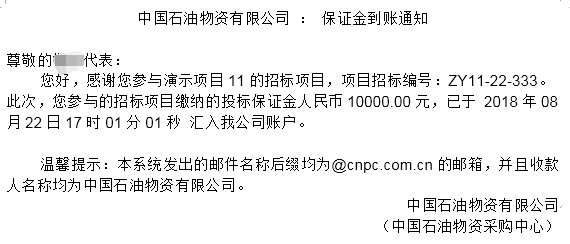 中国石油物资有限公司 ： 保证金到账通知
尊敬的 代表：
您好，感谢您参与演示项目 11 的招标项目，项目招标编号：ZY11-22-333。
此次，您参与的招标项目缴纳的投标保证金人民币 10000.00 元，已于 2018 年 08
月 22 日 17 时 01 分 01 秒 汇入我公司账户。
温馨提示：本系统发出的邮件名称后缀均为@cnpc.com.cn 的邮箱，并且收款
人名称均为中国石油物资有限公司。
中国石油物资有限公司
（中国石油物资采购中心）